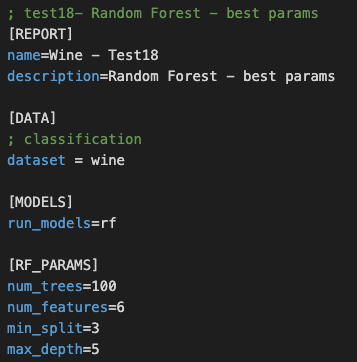 ; test18- Random Forest - best params
[REPORT]
name=Wine - Test18
description=Random Forest - best params
[DATA]
; classification
dataset = wine
[MODELS]
run_models=rf
[RF_PARAMS]
num_trees=100
num_features=6
min_split=3
max_depth=5